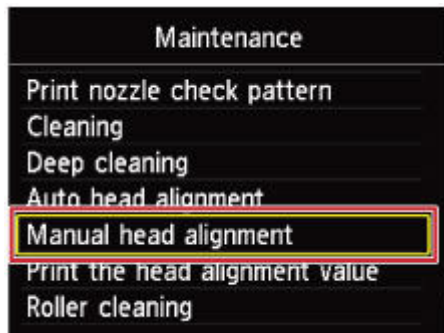 Maintenance
Print nozzle check pattern
Cleaning
Deep cleaning
Auto head alignment
Manual head alignment
Print the head alignment value
Roller cleaning